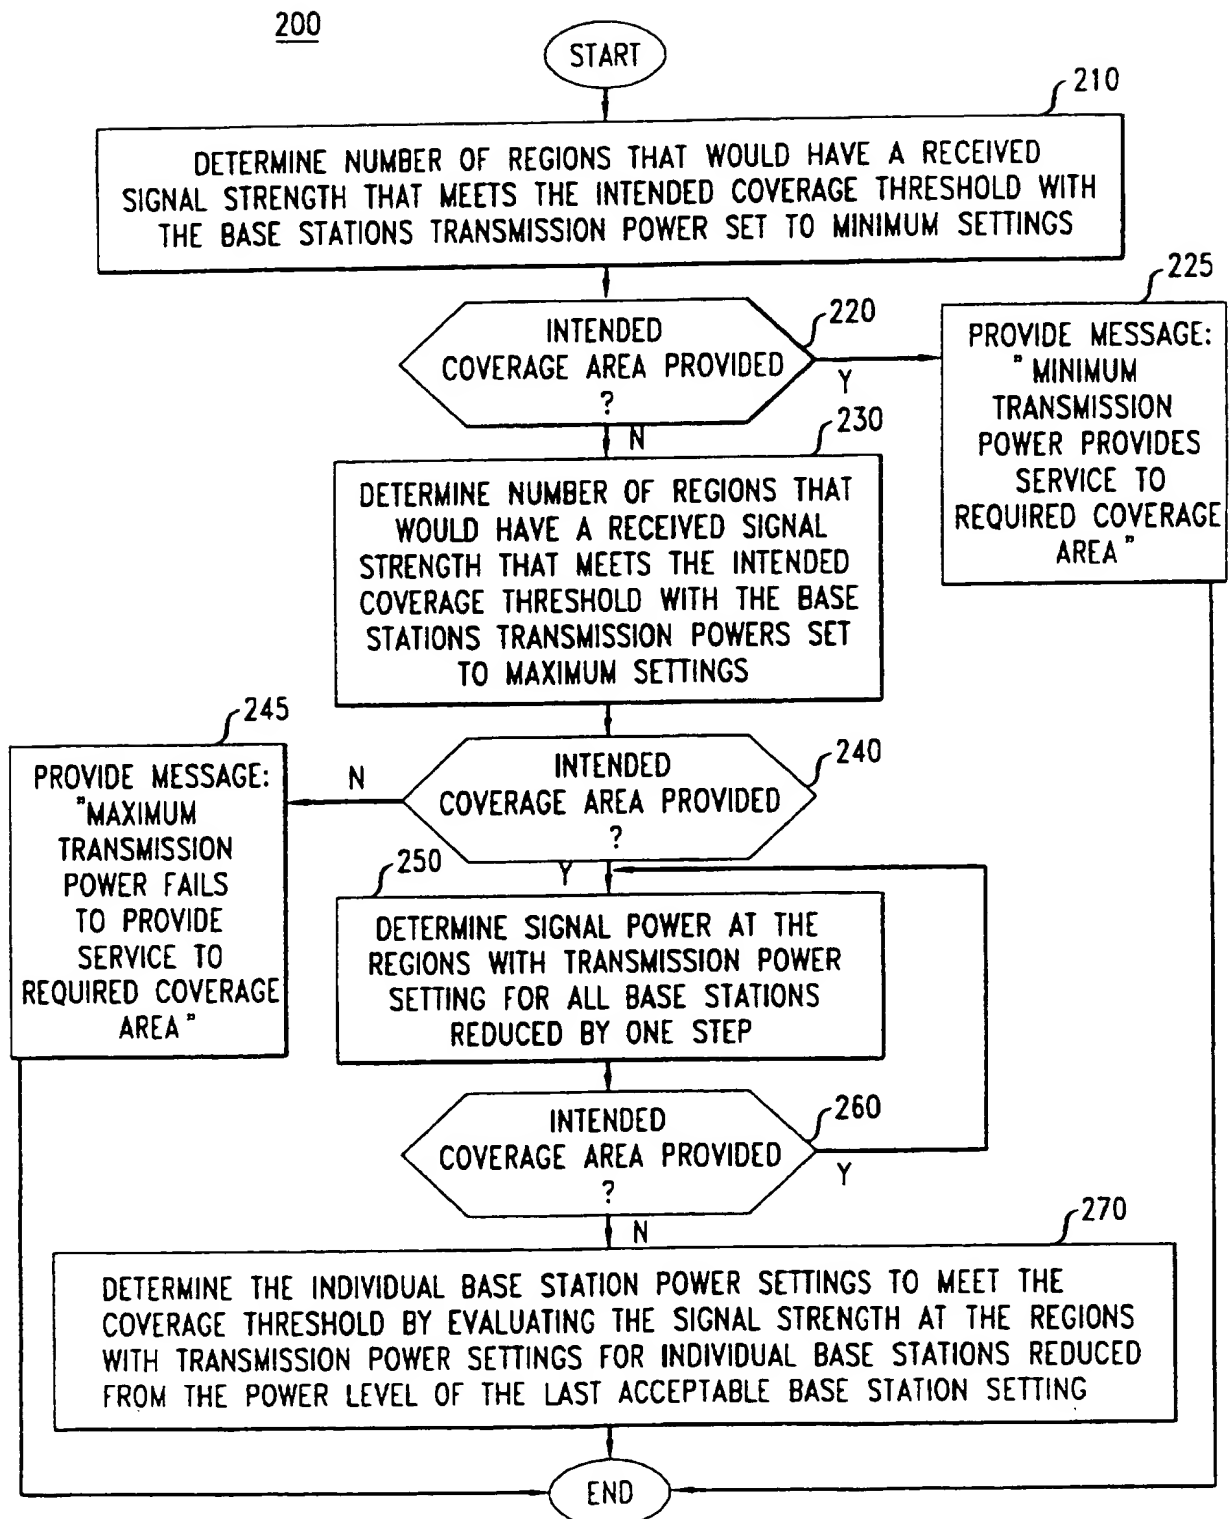 200
START
210
DETERMINE NUMBER OF REGIONS THAT WOULD HAVE A RECEIVED
SIGNAL STRENGTH THAT MEETS THE INTENDED COVERAGE THRESHOLD WITH
THE BASE STATIONS TRANSMISSION POWER SET TO MINIMUM SETTINGS
220
INTENDED
COVERAGE AREA PROVIDED
?
Y
N
225
PROVIDE MESSAGE:
"MINIMUM
TRANSMISSION
POWER PROVIDES
SERVICE TO
REQUIRED COVERAGE
AREA"
230
DETERMINE NUMBER OF REGIONS THAT
WOULD HAVE A RECEIVED SIGNAL
STRENGTH THAT MEETS THE INTENDED
COVERAGE THRESHOLD WITH THE BASE
STATIONS TRANSMISSION POWERS SET
TO MAXIMUM SETTINGS
240
INTENDED
COVERAGE AREA PROVIDED
?
N
Y
245
PROVIDE MESSAGE:
"MAXIMUM
TRANSMISSION
POWER FAILS
TO PROVIDE
SERVICE TO
REQUIRED COVERAGE
AREA"
250
DETERMINE SIGNAL POWER AT THE
REGIONS WITH TRANSMISSION POWER
SETTING FOR ALL BASE STATIONS
REDUCED BY ONE STEP
260
INTENDED
COVERAGE AREA PROVIDED
?
Y
N
270
DETERMINE THE INDIVIDUAL BASE STATION POWER SETTINGS TO MEET THE
COVERAGE THRESHOLD BY EVALUATING THE SIGNAL STRENGTH AT THE REGIONS
WITH TRANSMISSION POWER SETTINGS FOR INDIVIDUAL BASE STATIONS REDUCED
FROM THE POWER LEVEL OF THE LAST ACCEPTABLE BASE STATION SETTING
END